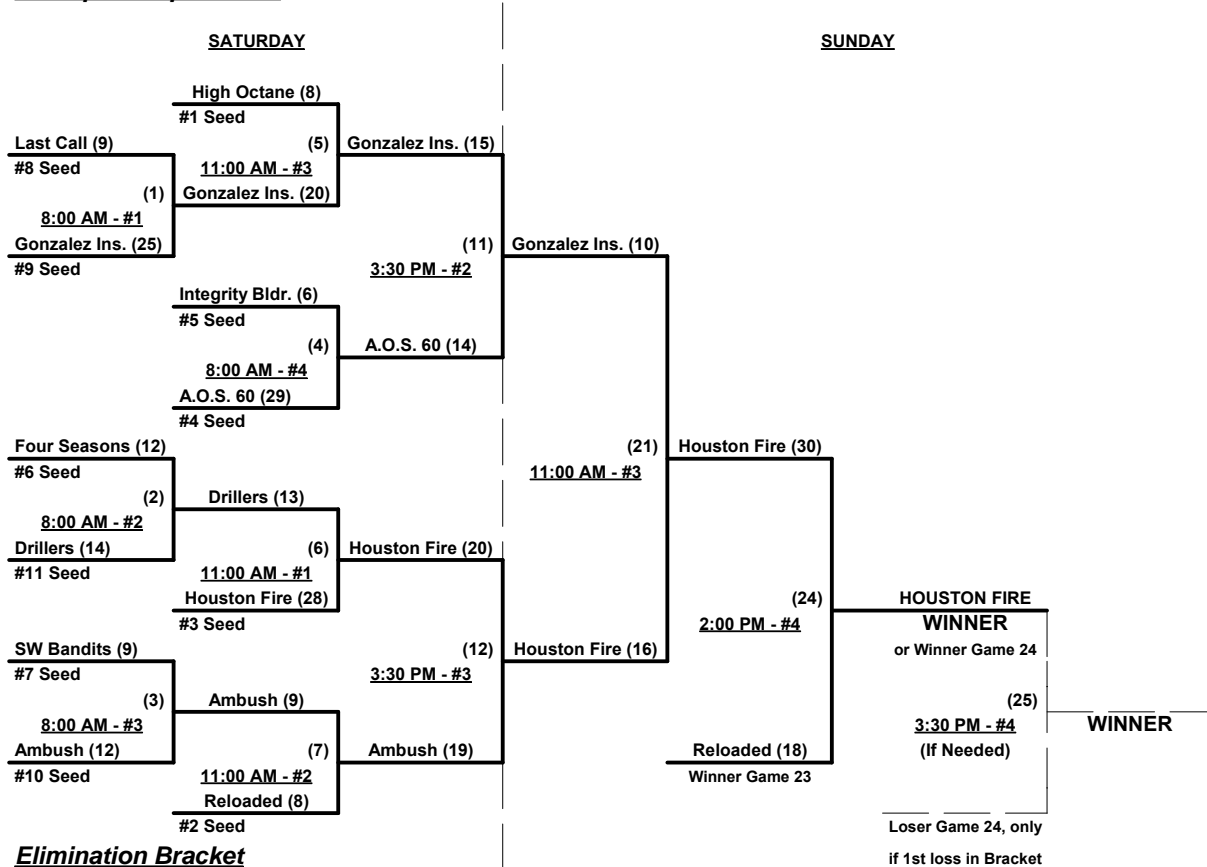 SATURDAY
SUNDAY
High Octane (8)
#1 Seed
Last Call (9)
(5)
Gonzalez Ins. (15)
#8 Seed
11:00 AM - #3
(1)
Gonzalez Ins. (20)
8:00 AM - #1
Gonzalez Ins. (25)
(11)
Gonzalez Ins. (10)
#9 Seed
3:30 PM - #2
Integrity Bldr. (6)
#5 Seed
(4)
A.O.S. 60 (14)
8:00 AM - #4
A.O.S. 60 (29)
#4 Seed
Four Seasons (12)
(21)
Houston Fire (30)
#6 Seed
11:00 AM - #3
(2)
Drillers (13)
8:00 AM - #2
Drillers (14)
(6)
Houston Fire (20)
#11 Seed
11:00 AM - #1
Houston Fire (28)
(24)
HOUSTON FIRE
#3 Seed
2:00 PM - #4
WINNER
SW Bandits (9)
(12)
Houston Fire (16)
or Winner Game 24
#7 Seed
3:30 PM - #3
(3)
Ambush (9)
(25)
8:00 AM - #3
3:30 PM - #4
WINNER
Ambush (12)
(7)
Ambush (19)
Reloaded (18)
(If Needed)
#10 Seed
11:00 AM - #2
Winner Game 23
Reloaded (8)
#2 Seed
Loser Game 24, only
Elimination Bracket
if 1st loss in Bracket